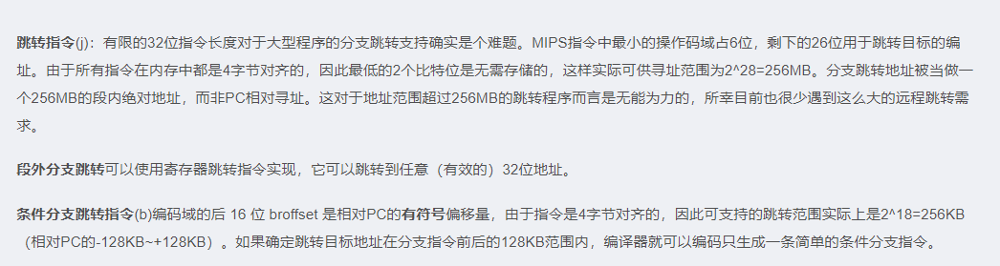 跳转指令(j)：有限的32位指令长度对于大型程序的分支跳转支持确实是个难题。MIPS指令中最小的操作码域占6位，剩下的26位用于跳转目标的编
址。由于所有指令在内存中都是4字节对齐的，因此最低的2个比特位是无需存储的，这样实际可供寻址范围为2^28=256MB。分支跳转地址被当做一
个256MB的段内绝对地址，而非PC相对寻址。这对于地址范围超过256MB的跳转程序而言是无能为力的，所幸目前也很少遇到这么大的远程跳转需
求。
段外分支跳转可以使用寄存器跳转指令实现，它可以跳转到任意（有效的）32位地址。
条件分支跳转指令(b)编码域的后 16 位 broffset 是相对PC的有符号偏移量，由于指令是4字节对齐的，因此可支持的跳转范围实际上是2^18=256KB
（相对PC的-128KB~+128KB）。如果确定跳转目标地址在分支指令前后的128KB范围内，编译器就可以编码只生成一条简单的条件分支指令。